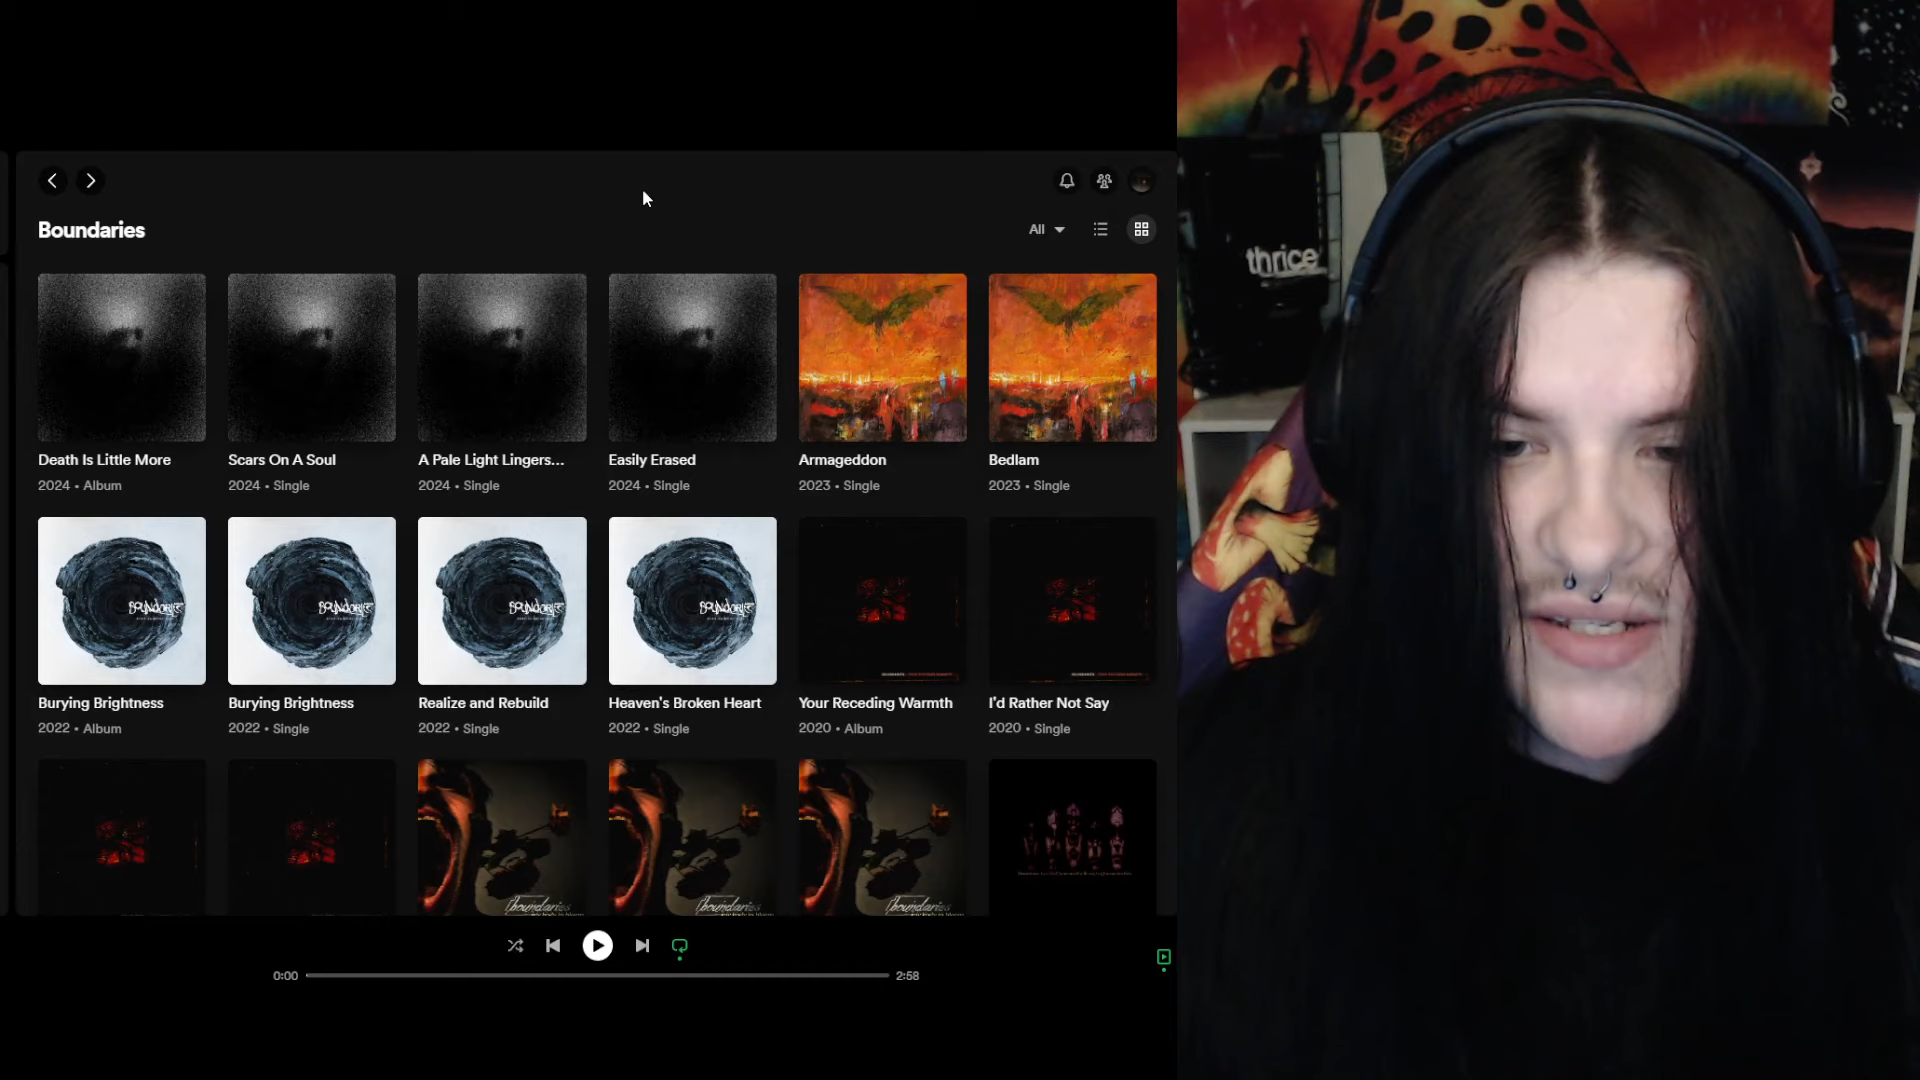 Boundaries
All
Death Is Little More
Scars On A Soul
A Pale Light Lingers...
Easily Erased
Armageddon
Bedlam
2024 • Album
2024 • Single
2024 • Single
2024 • Single
2023 • Single
2023 • Single
Burying Brightness
Burying Brightness
Realize and Rebuild
Heaven's Broken Heart
Your Receding Warmth
I'd Rather Not Say
2022 • Album
2022 • Single
2022 • Single
2022 • Single
2020 • Album
2020 • Single
boundaries
boundaries
boundaries
0:00
2:58
thrice